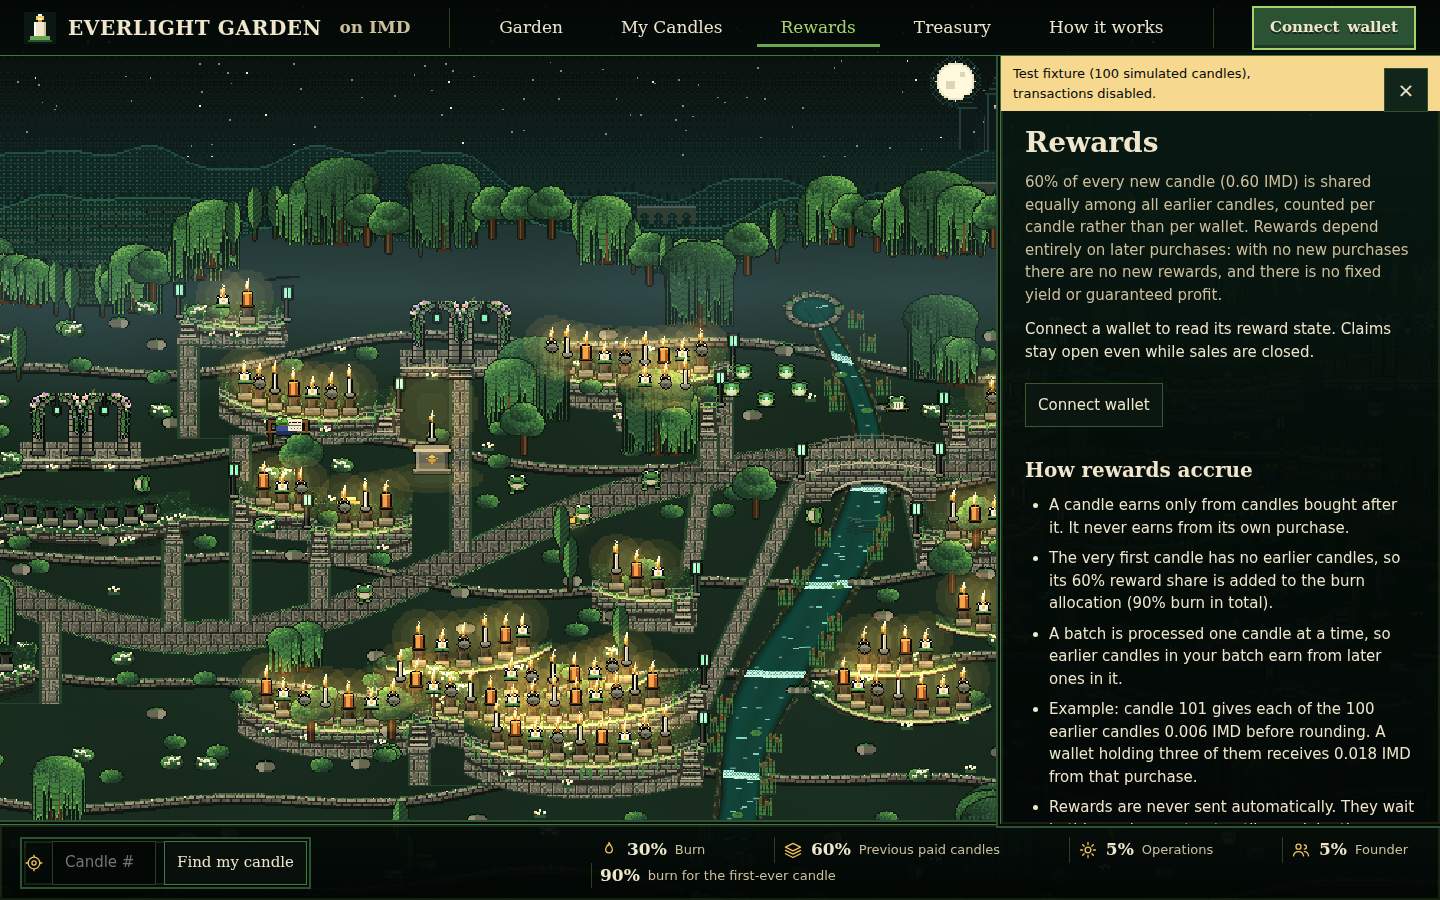 EVERLIGHT GARDEN on IMD
Garden
My Candles
Rewards
Treasury
How it works
Connect wallet
Test fixture (100 simulated candles),
transactions disabled.
Rewards
60% of every new candle (0.60 IMD) is shared
equally among all earlier candles, counted per
candle rather than per wallet. Rewards depend
entirely on later purchases: with no new purchases
there are no new rewards, and there is no fixed
yield or guaranteed profit.
Connect a wallet to read its reward state. Claims
stay open even while sales are closed.
Connect wallet
How rewards accrue
• A candle earns only from candles bought after
it. It never earns from its own purchase.
• The very first candle has no earlier candles, so
its 60% reward share is added to the burn
allocation (90% burn in total).
• A batch is processed one candle at a time, so
earlier candles in your batch earn from later
ones in it.
• Example: candle 101 gives each of the 100
earlier candles 0.006 IMD before rounding. A
wallet holding three of them receives 0.018 IMD
from that purchase.
• Rewards are never sent automatically. They wait
Candle #
Find my candle
30% Burn
60% Previous paid candles
5% Operations
5% Founder
90% burn for the first-ever candle